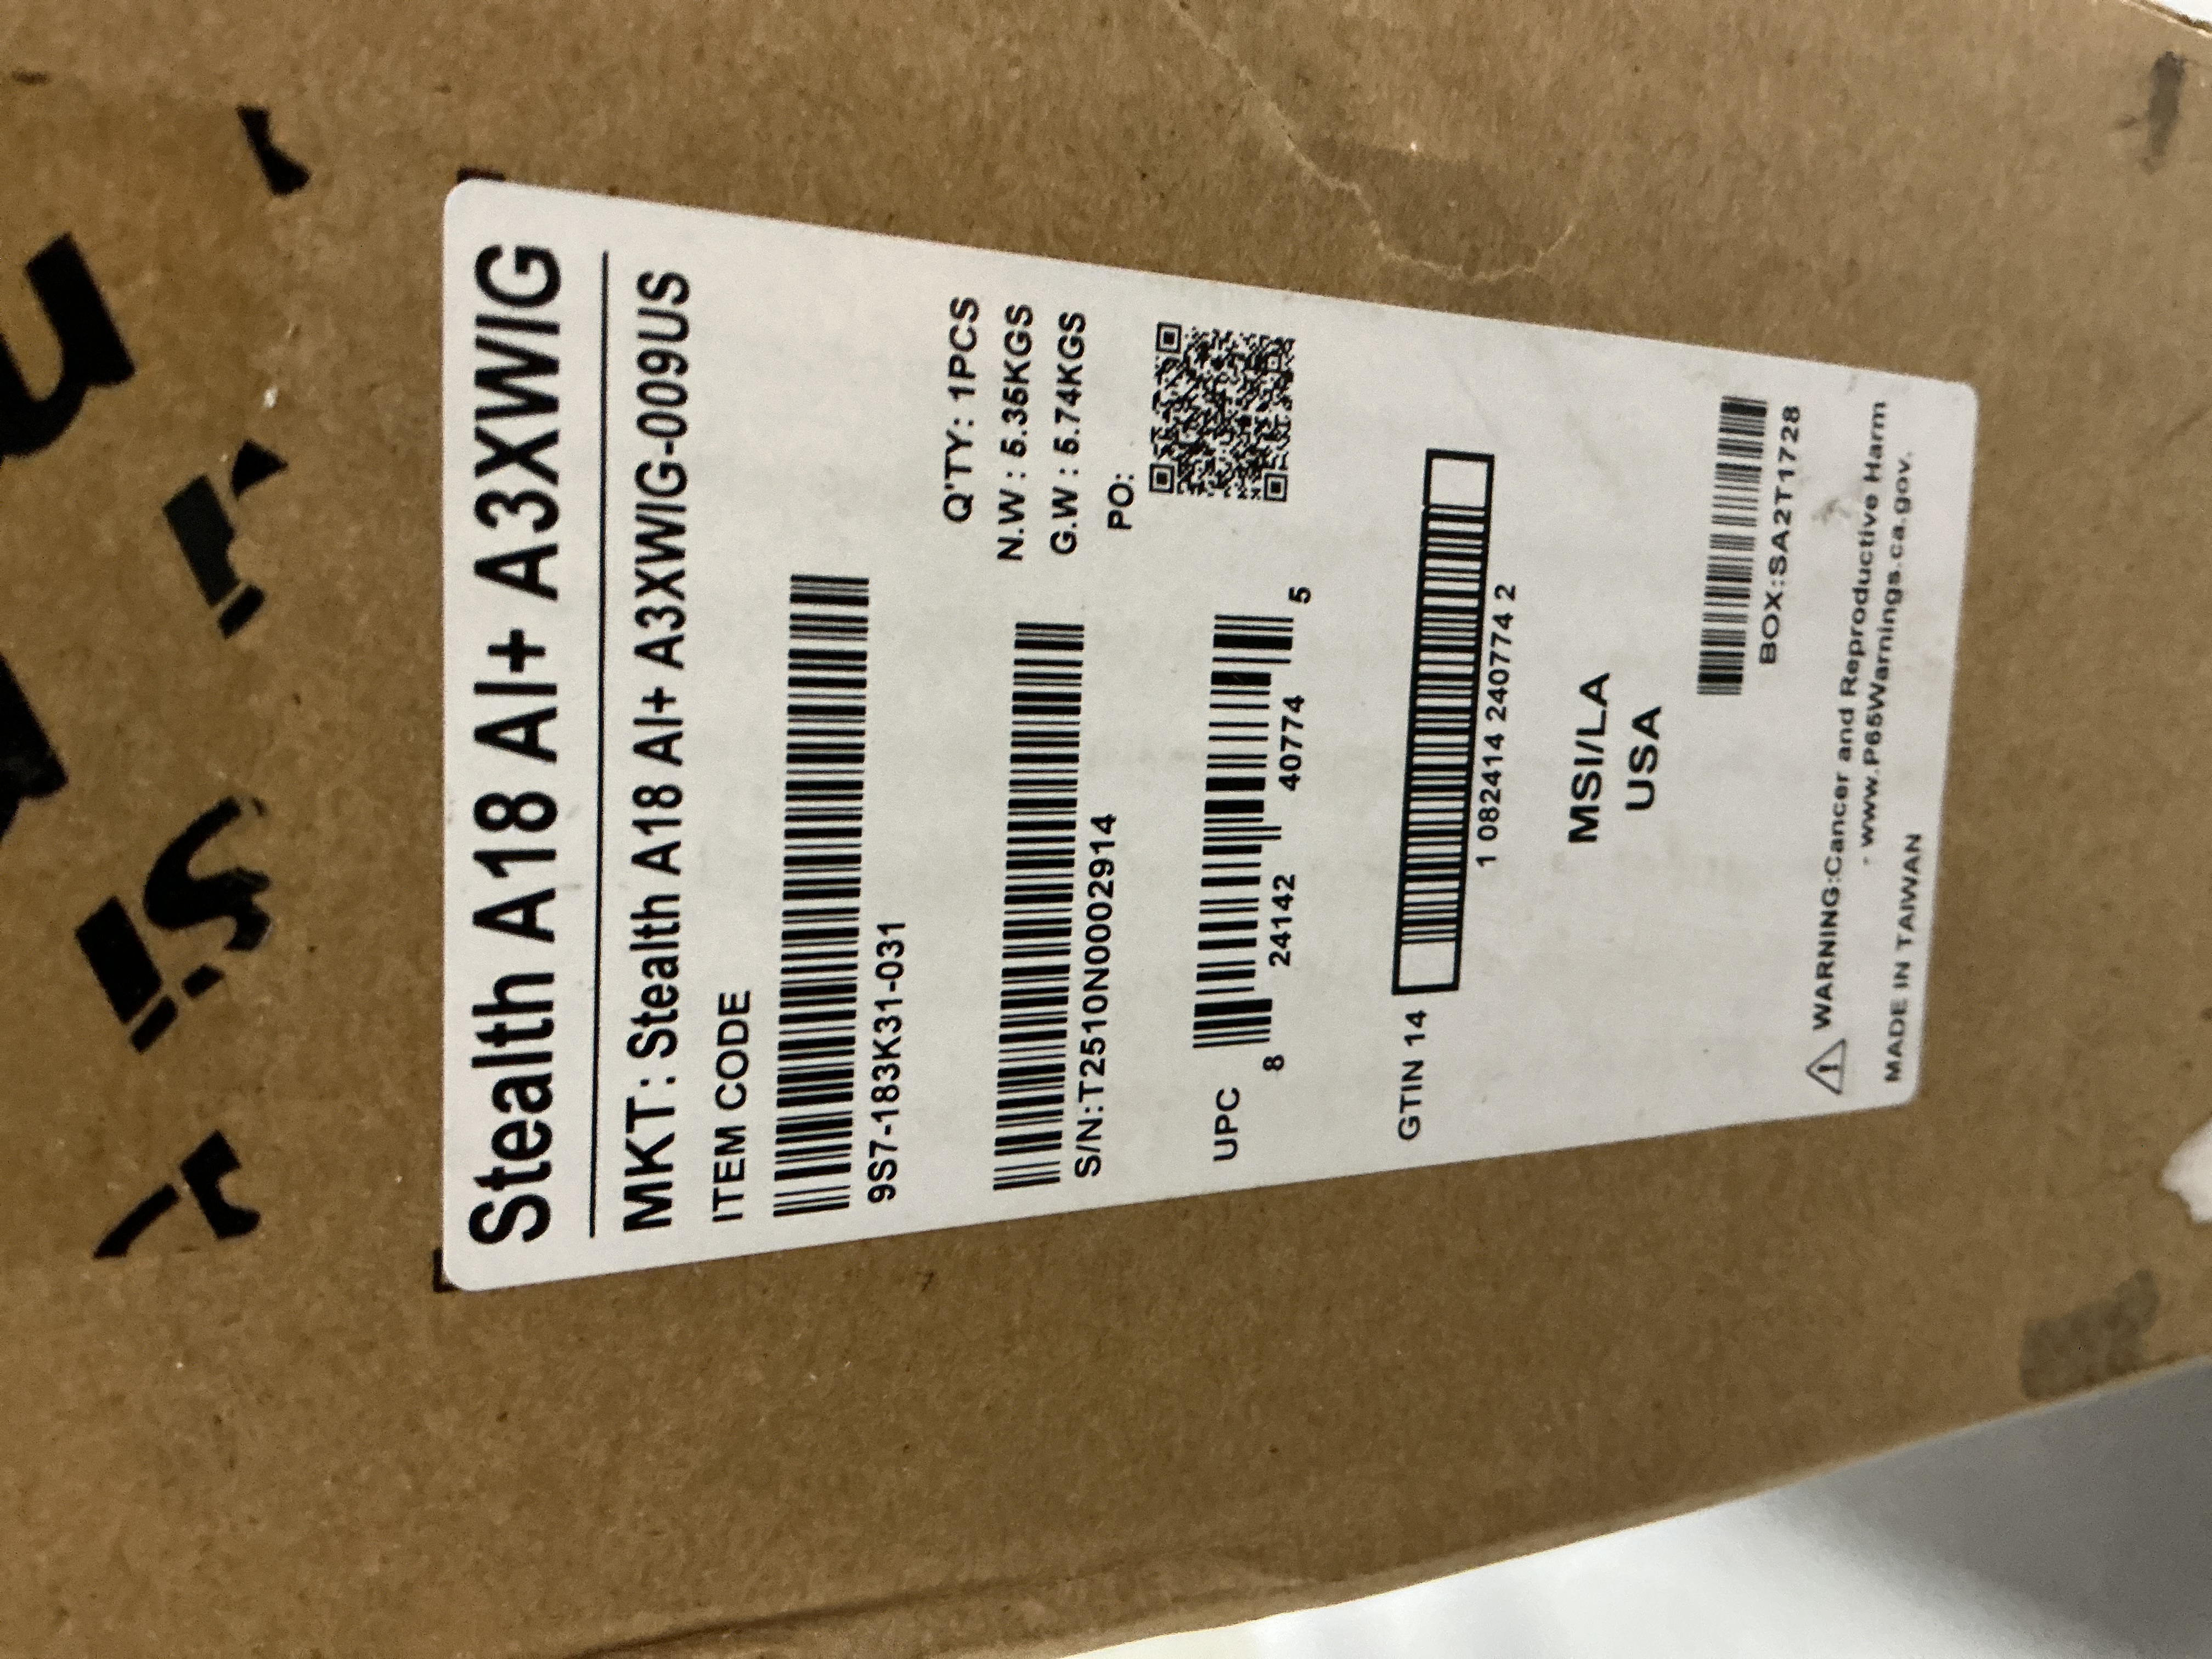 Stealth A18 AI+ A3XWIG
MKT: Stealth A18 AI+ A3XWIG-009US
ITEM CODE
9S7-183K31-031
Q'TY: 1PCS
N.W : 5.35KGS
G.W : 5.74KGS
PO:
S/N:T2510N0002914
UPC
8 24142 40774 5
GTIN 14
1 082414 240774 2
MSI/LA
USA
BOX:SA2T1728
WARNING:Cancer and Reproductive Harm
- www.P65Warnings.ca.gov.
MADE IN TAIWAN